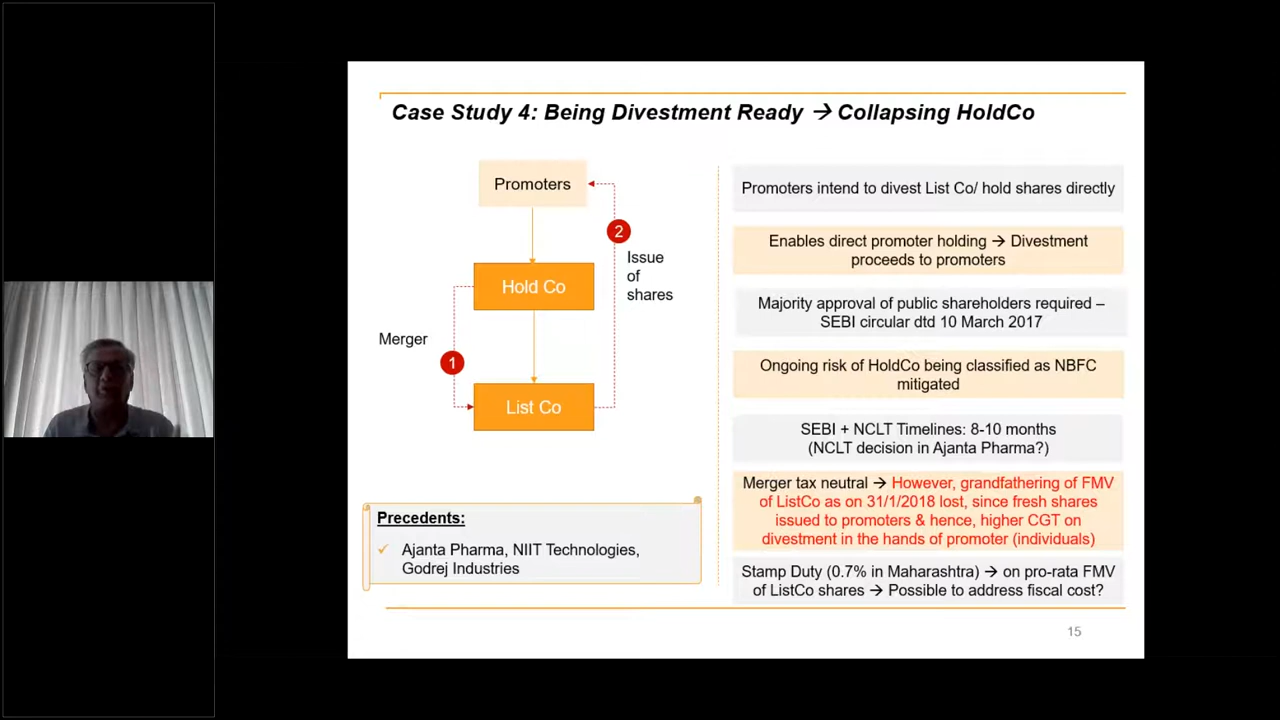 Case Study 4: Being Divestment Ready → Collapsing HoldCo
Promoters
2
Issue
of
shares
Hold Co
Merger
1
List Co
Precedents:
✓ Ajanta Pharma, NIIT Technologies,
Godrej Industries
Promoters intend to divest List Co/ hold shares directly
Enables direct promoter holding → Divestment
proceeds to promoters
Majority approval of public shareholders required –
SEBI circular dtd 10 March 2017
Ongoing risk of HoldCo being classified as NBFC
mitigated
SEBI + NCLT Timelines: 8-10 months
(NCLT decision in Ajanta Pharma?)
Merger tax neutral → However, grandfathering of FMV
of ListCo as on 31/1/2018 lost, since fresh shares
issued to promoters & hence, higher CGT on
divestment in the hands of promoter (individuals)
Stamp Duty (0.7% in Maharashtra) → on pro-rata FMV
of ListCo shares → Possible to address fiscal cost?
15